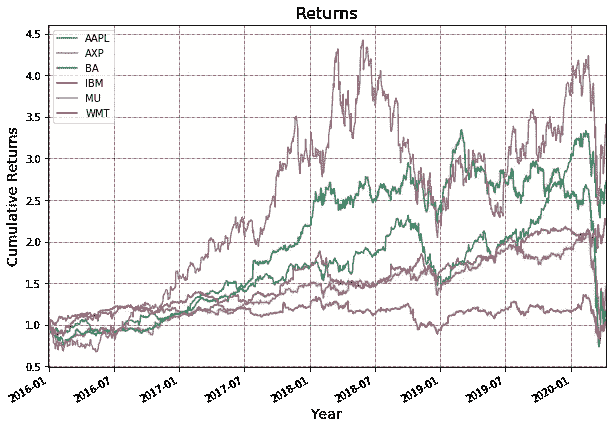 Returns
4.5
4.0
3.5
3.0
2.5
2.0
1.5
1.0
0.5
Cumulative Returns
AAPL
AXP
BA
IBM
MU
WMT
2016-01
2016-07
2017-01
2017-07
2018-01
2018-07
2019-01
2019-07
2020-01
Year